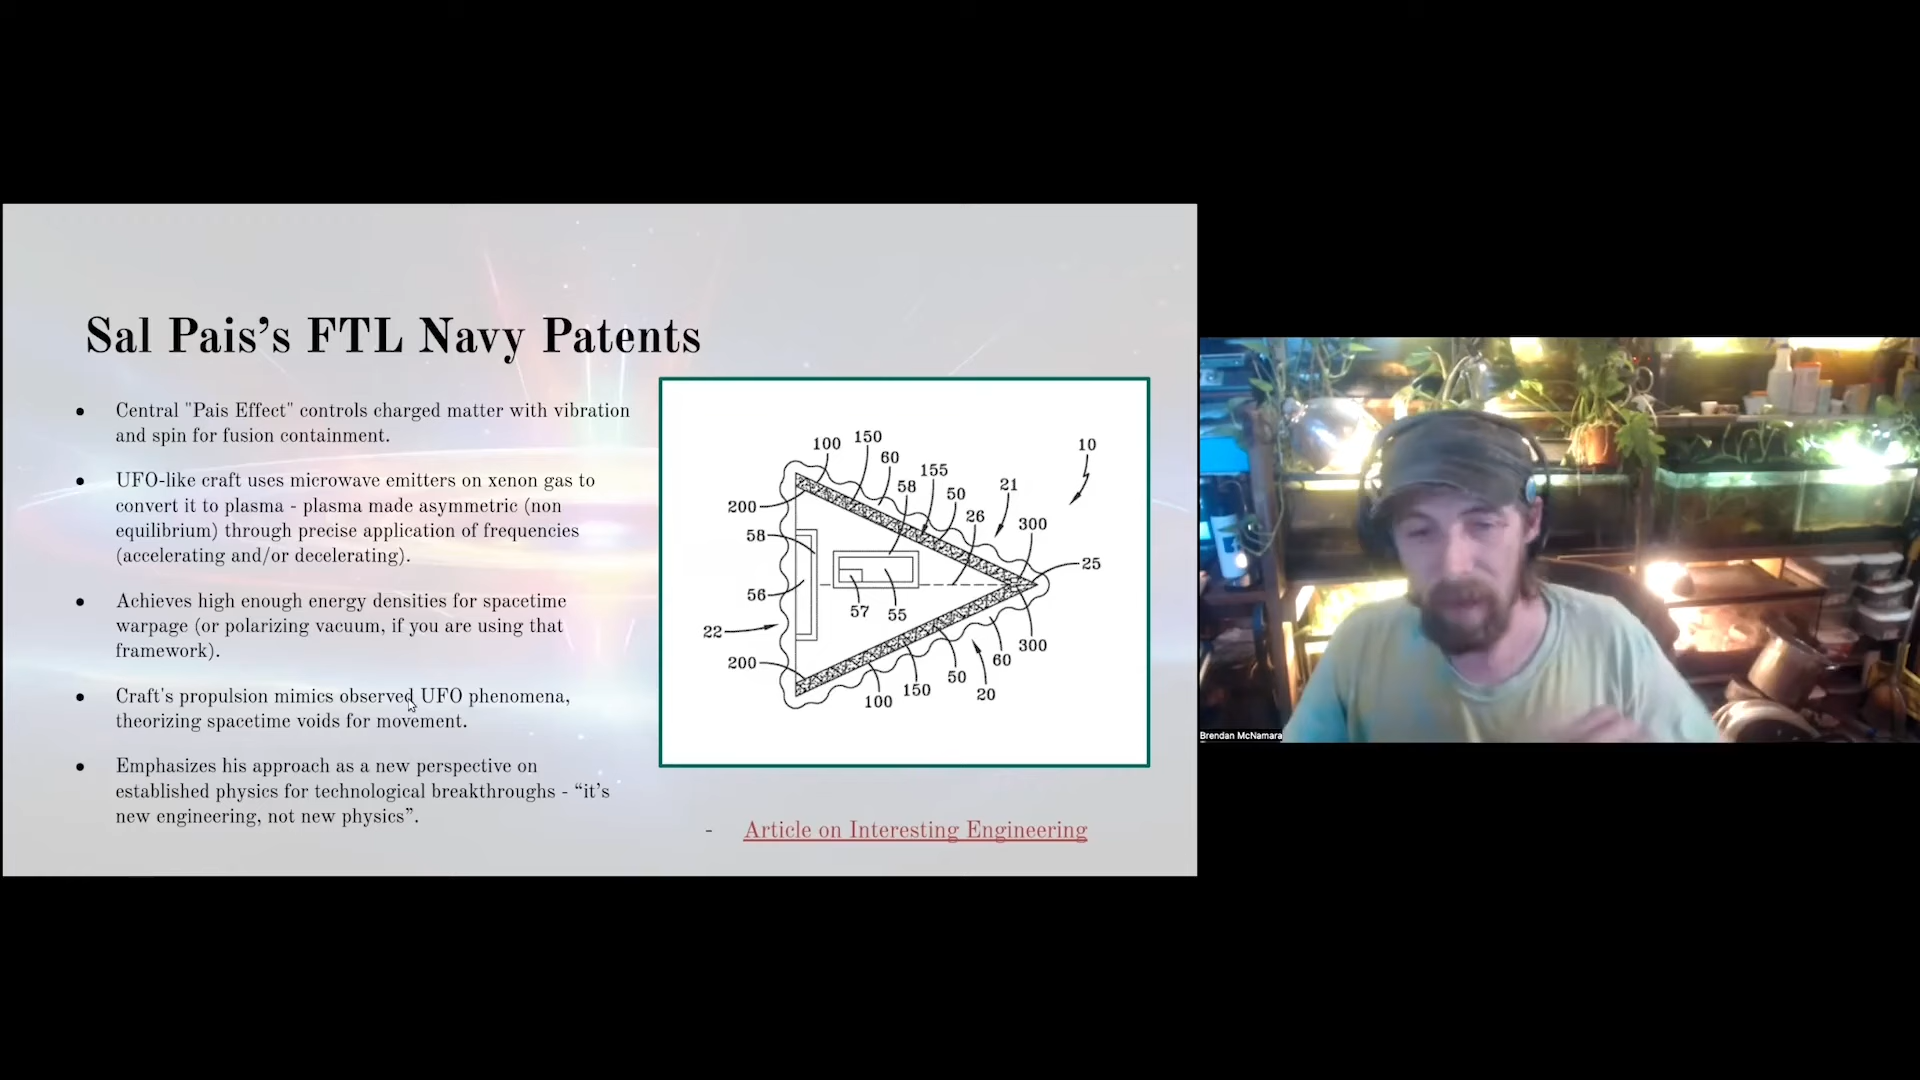 Sal Pais's FTL Navy Patents
● Central "Pais Effect" controls charged matter with vibration
and spin for fusion containment.
● UFO-like craft uses microwave emitters on xenon gas to
convert it to plasma - plasma made asymmetric (non
equilibrium) through precise application of frequencies
(accelerating and/or decelerating).
● Achieves high enough energy densities for spacetime
warpage (or polarizing vacuum, if you are using that
framework).
● Craft's propulsion mimics observed UFO phenomena,
theorizing spacetime voids for movement.
● Emphasizes his approach as a new perspective on
established physics for technological breakthroughs - “it's
new engineering, not new physics”.
100 150
60
155
10
58
50
21
200
26
300
58
25
56
57 55
22
300
200
60
50
150
20
100
- Article on Interesting Engineering
Brendan McNamara